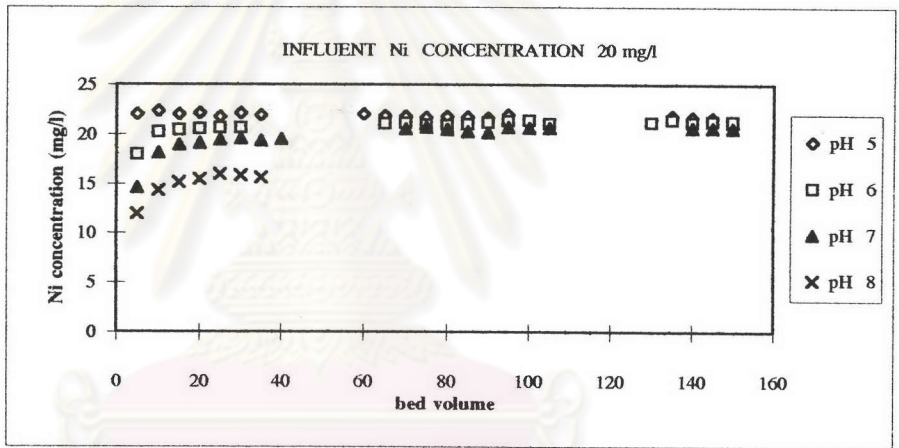 INFLUENT Ni CONCENTRATION 20 mg/l
25
20
15
10
5
0
Ni concentration (mg/l)
0 20 40 60 80 100 120 140 160
bed volume
pH 5
pH 6
pH 7
pH 8